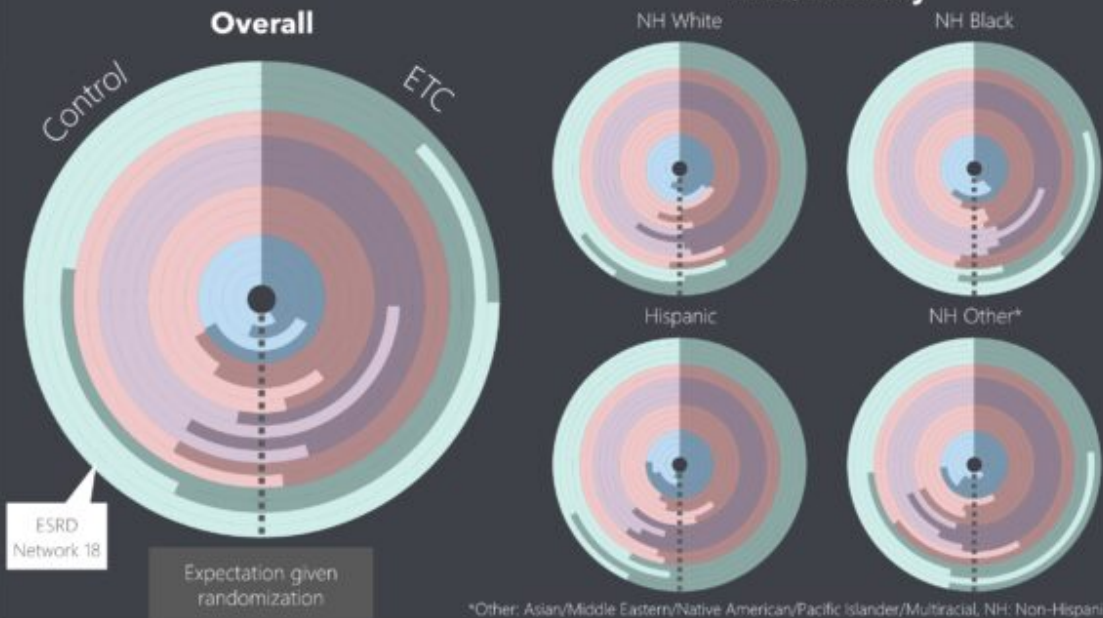 Overall
Control
ETC
NH White
NH Black
Hispanic
NH Other*
ESRD
Network 18
Expectation given
randomization
*Other: Asian/Middle Eastern/Native American/Pacific Islander/Multiracial, NH: Non-Hispani